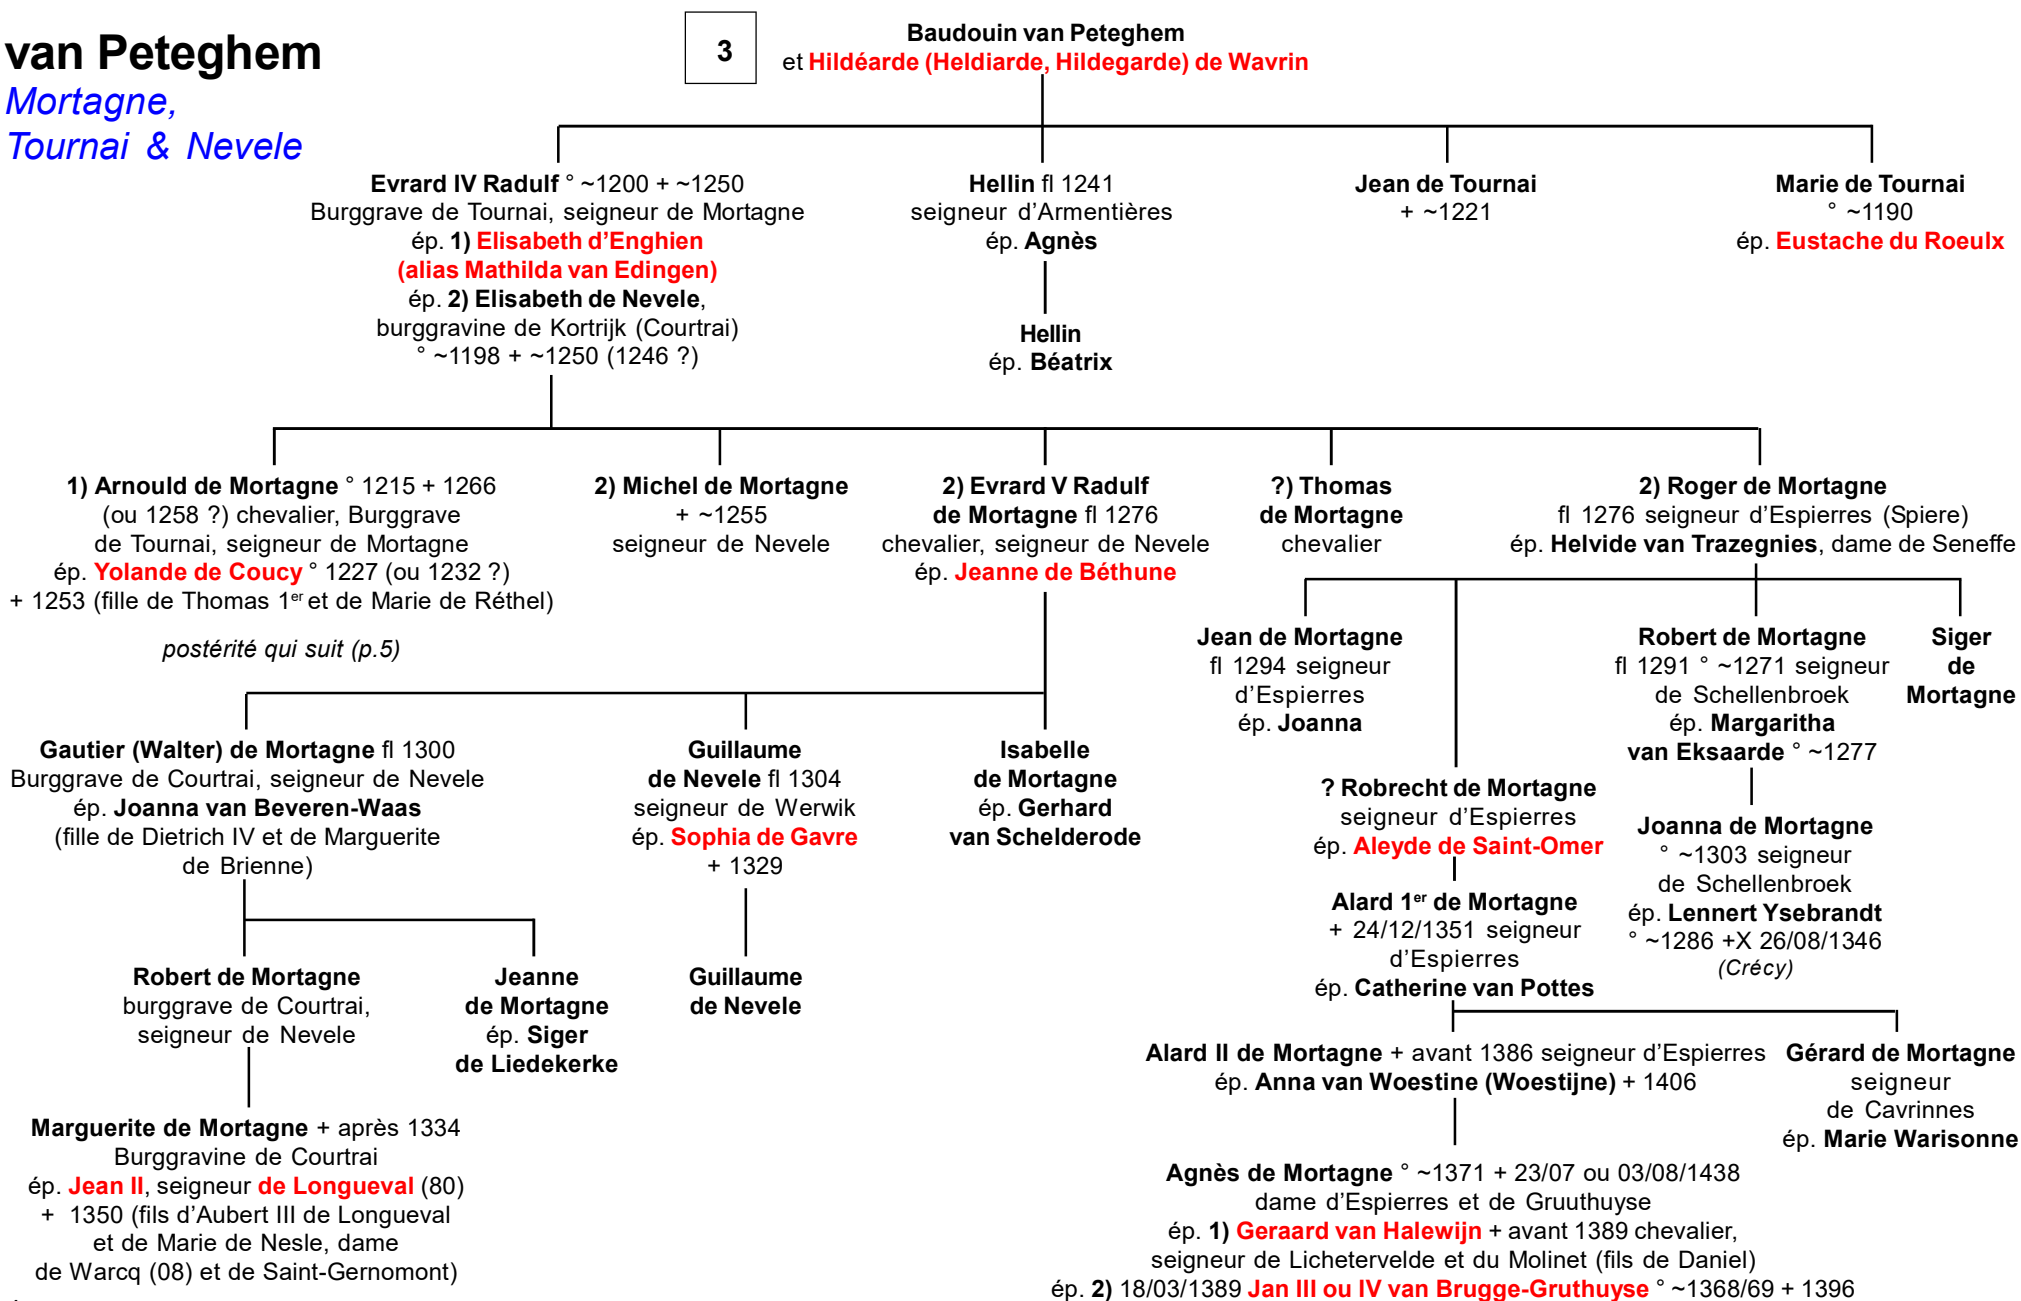 van Peteghem
Mortagne,
Tournai & Nevele
3
Baudouin van Peteghem
et Hildéarde (Heldiarde, Hildegarde) de Wavrin
Evrard IV Radulf ° ~1200 + ~1250
Burggrave de Tournai, seigneur de Mortagne
ép. 1) Elisabeth d'Enghien
(alias Mathilda van Edingen)
ép. 2) Elisabeth de Nevele,
burggravine de Kortrijk (Courtrai)
° ~1198 + ~1250 (1246 ?)
Hellin fl 1241
seigneur d'Armentières
ép. Agnès
Hellin
ép. Béatrix
Jean de Tournai
+ ~1221
Marie de Tournai
° ~1190
ép. Eustache du Roeulx
1) Arnould de Mortagne ° 1215 + 1266
(ou 1258 ?) chevalier, Burggrave
de Tournai, seigneur de Mortagne
ép. Yolande de Coucy ° 1227 (ou 1232 ?)
+ 1253 (fille de Thomas 1er et de Marie de Réthel)
postérité qui suit (p.5)
2) Michel de Mortagne
+ ~1255
seigneur de Nevele
2) Evrard V Radulf
de Mortagne fl 1276
chevalier, seigneur de Nevele
ép. Jeanne de Béthune
?) Thomas
de Mortagne
chevalier
2) Roger de Mortagne
fl 1276 seigneur d'Espierres (Spiere)
ép. Helvide van Trazegnies, dame de Seneffe
Jean de Mortagne
fl 1294 seigneur
d'Espierres
ép. Joanna
Robert de Mortagne
fl 1291 ° ~1271 seigneur
de Schellenbroek
ép. Margaritha
van Eksaarde ° ~1277
Siger
de
Mortagne
Gautier (Walter) de Mortagne fl 1300
Burggrave de Courtrai, seigneur de Nevele
ép. Joanna van Beveren-Waas
(fille de Dietrich IV et de Marguerite
de Brienne)
Guillaume
de Nevele fl 1304
seigneur de Werwik
ép. Sophia de Gavre
+ 1329
Isabelle
de Mortagne
ép. Gerhard
van Schelderode
? Robrecht de Mortagne
seigneur d'Espierres
ép. Aleyde de Saint-Omer
Joanna de Mortagne
° ~1303 seigneur
de Schellenbroek
ép. Lennert Ysebrandt
° ~1286 +X 26/08/1346
(Crécy)
Alard 1er de Mortagne
+ 24/12/1351 seigneur
d'Espierres
ép. Catherine van Pottes
Robert de Mortagne
burggrave de Courtrai,
seigneur de Nevele
Jeanne
de Mortagne
ép. Siger
de Liedekerke
Guillaume
de Nevele
Alard II de Mortagne + avant 1386 seigneur d'Espierres
ép. Anna van Woestine (Woestijne) + 1406
Gérard de Mortagne
seigneur
de Cavrinnes
ép. Marie Warisonne
Marguerite de Mortagne + après 1334
Burggravine de Courtrai
ép. Jean II, seigneur de Longueval (80)
+ 1350 (fils d'Aubert III de Longueval
et de Marie de Nesle, dame
de Warcq (08) et de Saint-Gernomont)
Agnès de Mortagne ° ~1371 + 23/07 ou 03/08/1438
dame d'Espierres et de Gruuthuyse
ép. 1) Geraard van Halewijn + avant 1389 chevalier,
seigneur de Lichetervelde et du Molinet (fils de Daniel)
ép. 2) 18/03/1389 Jan III ou IV van Brugge-Gruthuyse ° ~1368/69 + 1396